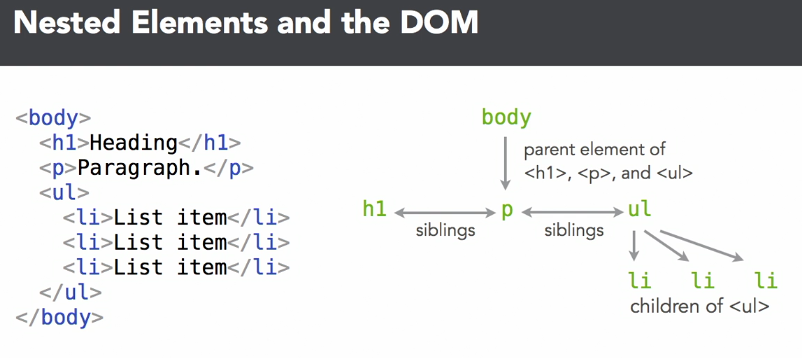 Nested Elements and the DOM
<body>
<h1>Heading</h1>
<p>Paragraph.</p>
<ul>
<li>List item</li>
<li>List item</li>
<li>List item</li>
</ul>
</body>
body
parent element of
<h1>, <p>, and <ul>
h1 p ul
siblings siblings
li li li
children of <ul>